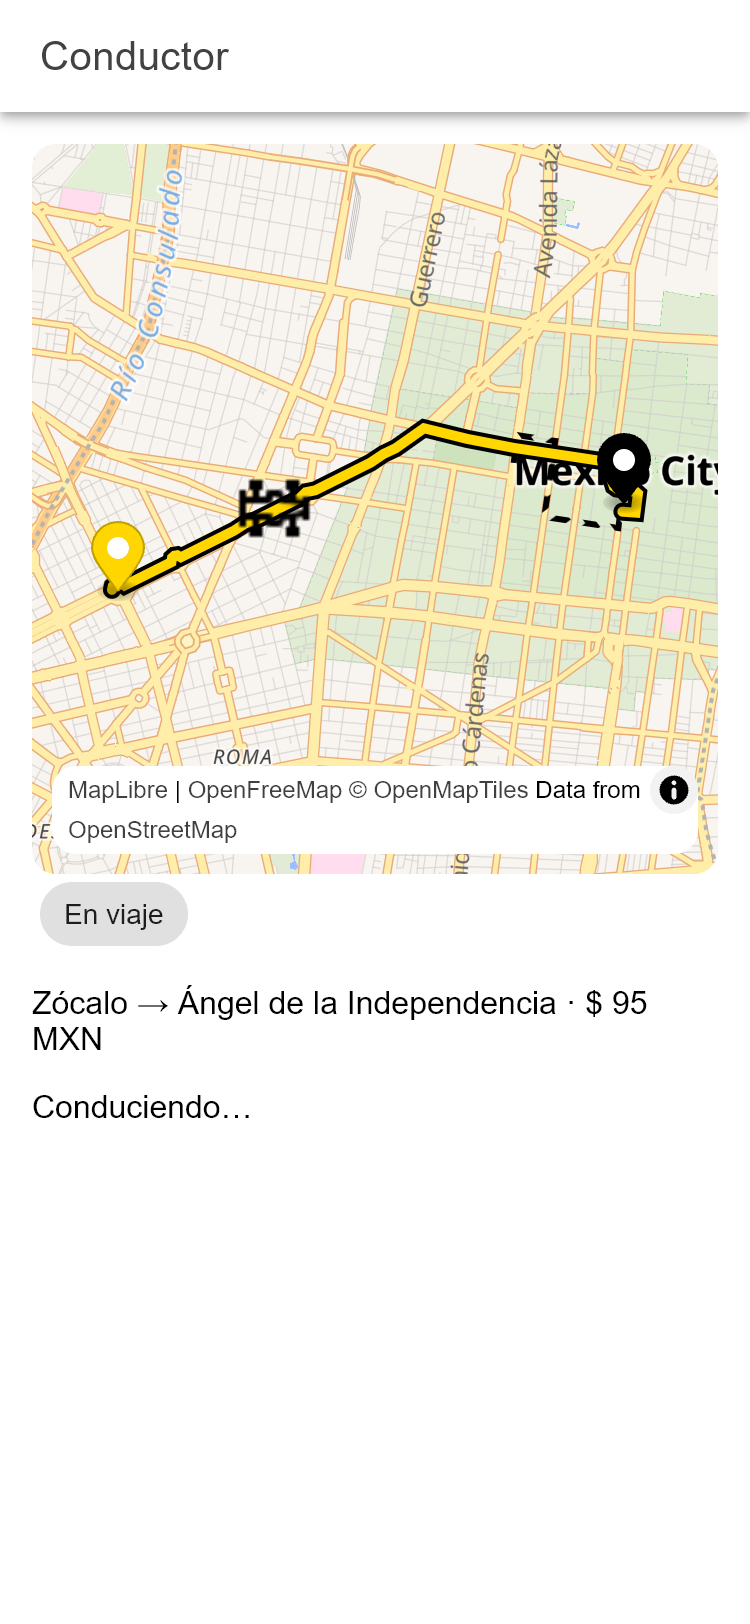 Conductor
Río Consulado
Guerrero
Avenida Láza
City
o Cárdenas
ROMA
MapLibre | OpenFreeMap © OpenMapTiles Data from
OpenStreetMap
En viaje
Zócalo → Ángel de la Independencia · $ 95
MXN
Conduciendo…